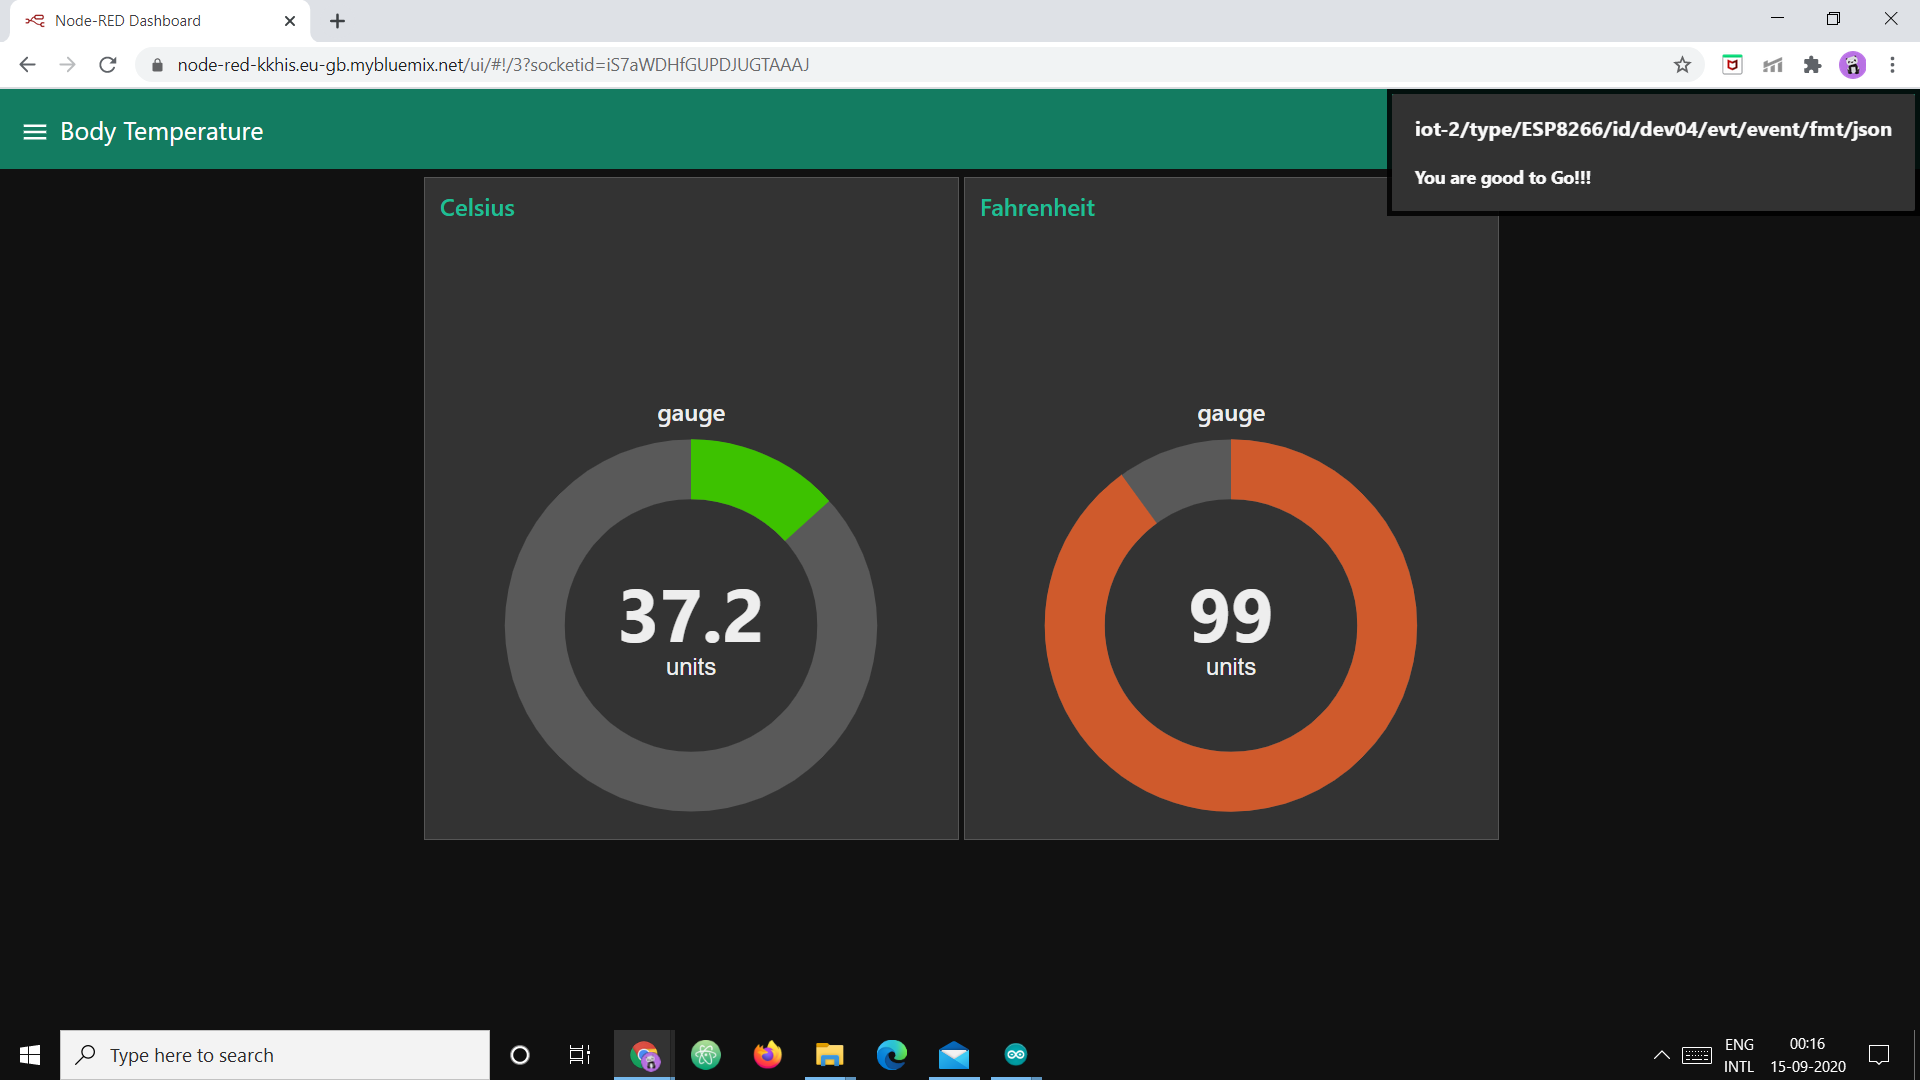 Node-RED Dashboard
node-red-kkhis.eu-gb.mybluemix.net/ui/#!/3?socketid=iS7aWDHfGUPDJUGTAAAJ
Body Temperature
iot-2/type/ESP8266/id/dev04/evt/event/fmt/json
You are good to Go!!!
Celsius
gauge
37.2
units
Fahrenheit
gauge
99
units
Type here to search
ENG
INTL
00:16
15-09-2020